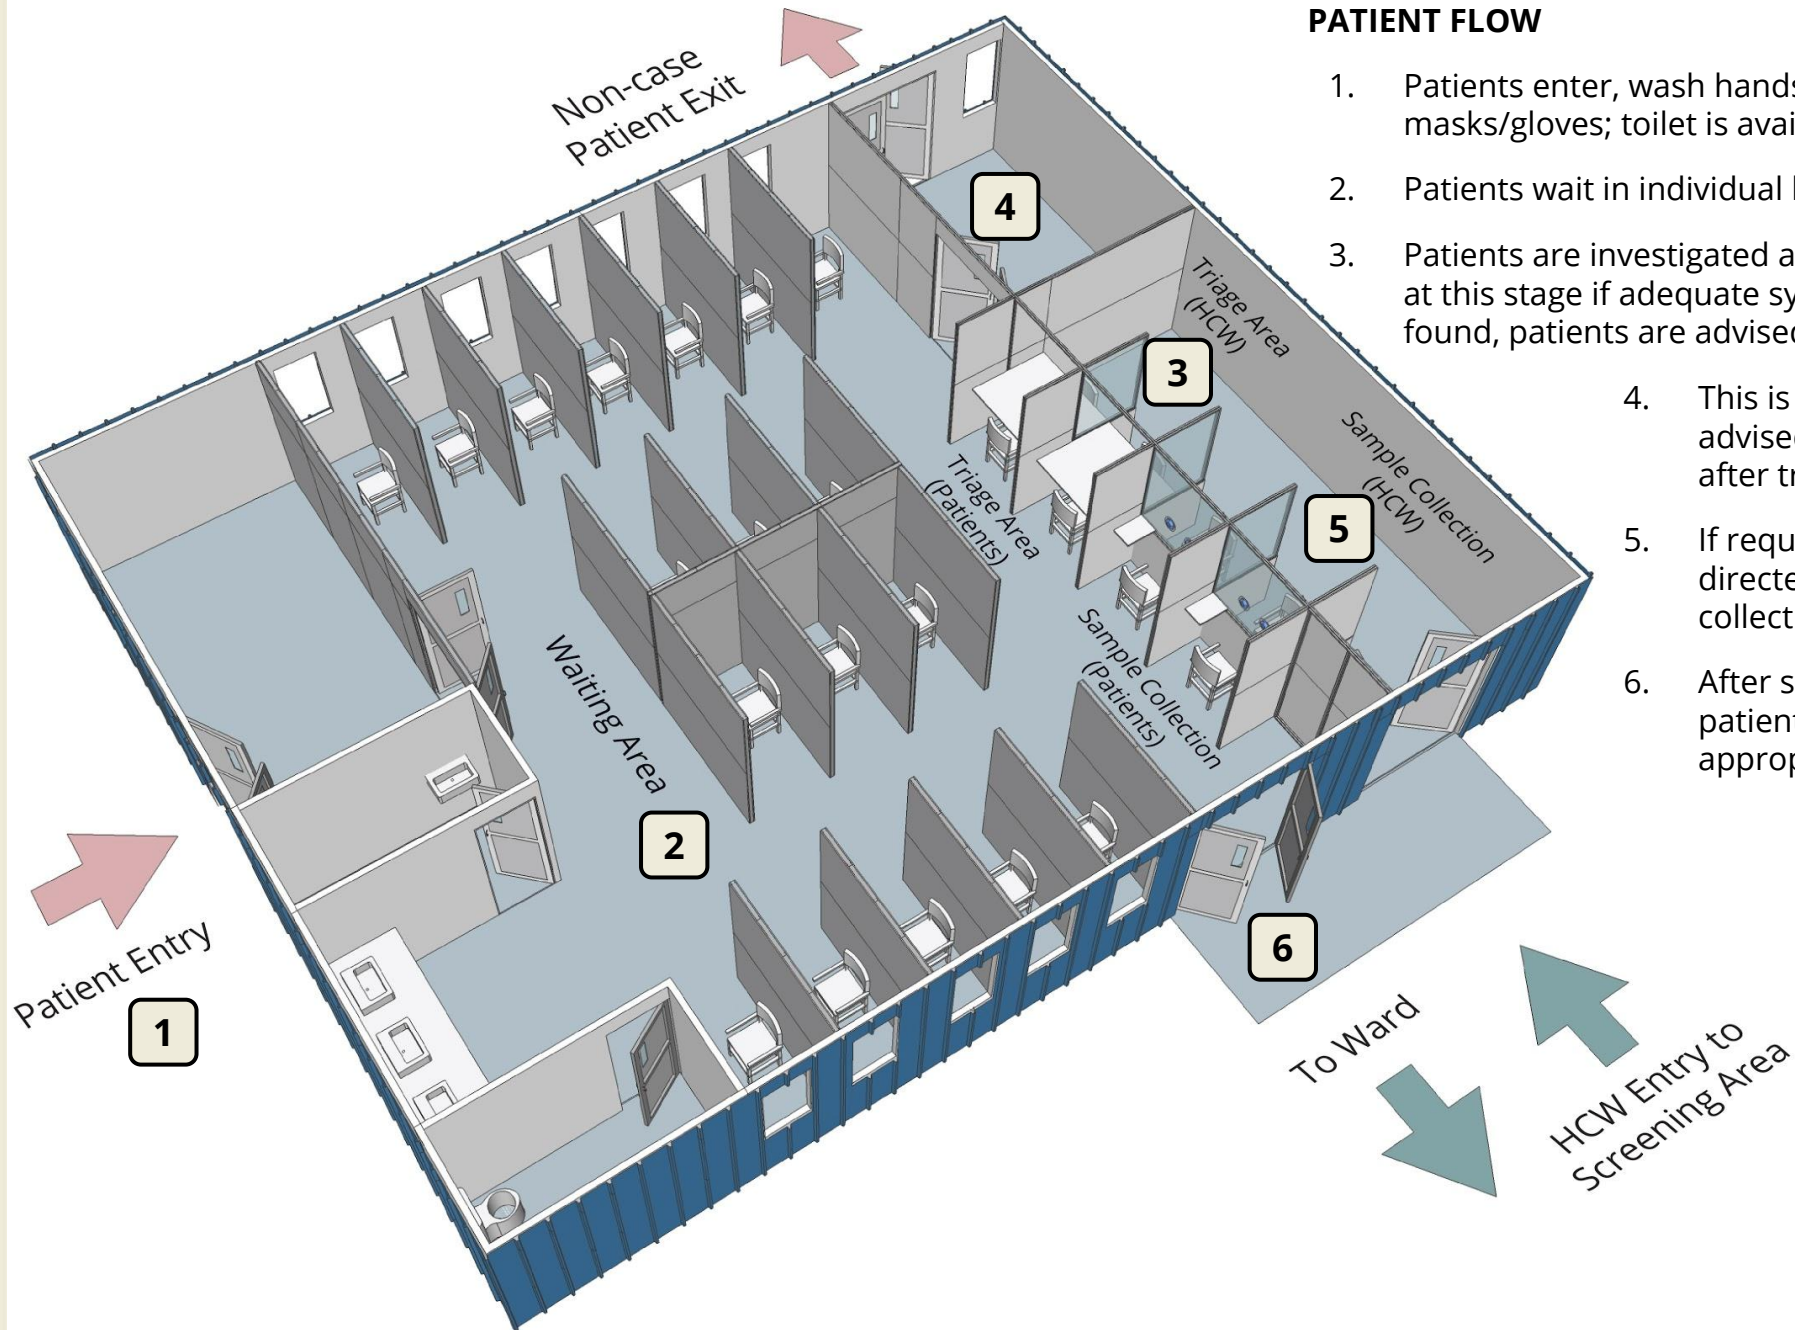 PATIENT FLOW
1. Patients enter, wash hands
masks/gloves; toilet is avai
2. Patients wait in individual
3. Patients are investigated a
at this stage if adequate sy
found, patients are advised
4. This is
advised
after tr
5. If requ
directe
collect
6. After s
patient
approp
Non-case
Patient Exit
4
Triage Area
(HCW)
3
Sample Collection
(HCW)
5
Triage Area
(Patients)
Sample Collection
(Patients)
Waiting Area
2
6
Patient Entry
1
To Ward
HCW Entry to
Screening Area